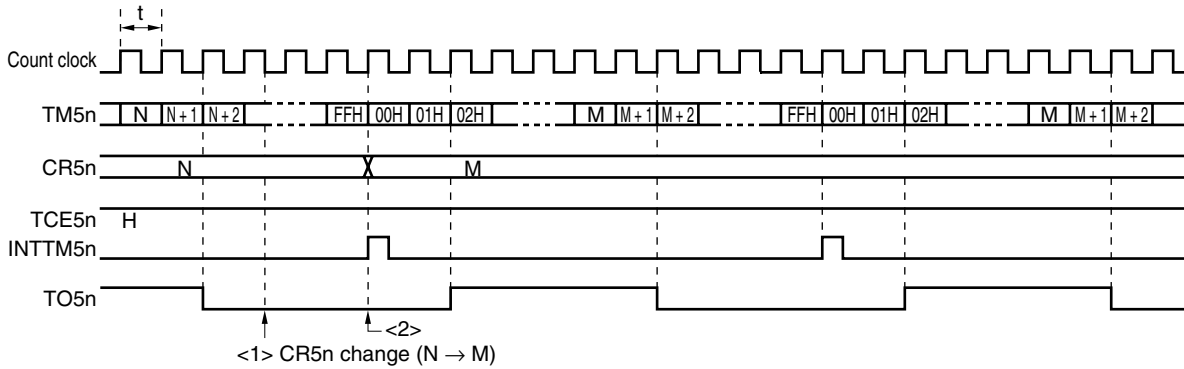 t
Count clock
TM5n N N + 1 N + 2 FFH 00H 01H 02H M M + 1 M + 2 FFH 00H 01H 02H M M + 1 M + 2
CR5n N M
TCE5n H
INTTM5n
TO5n
<2>
<1> CR5n change (N → M)